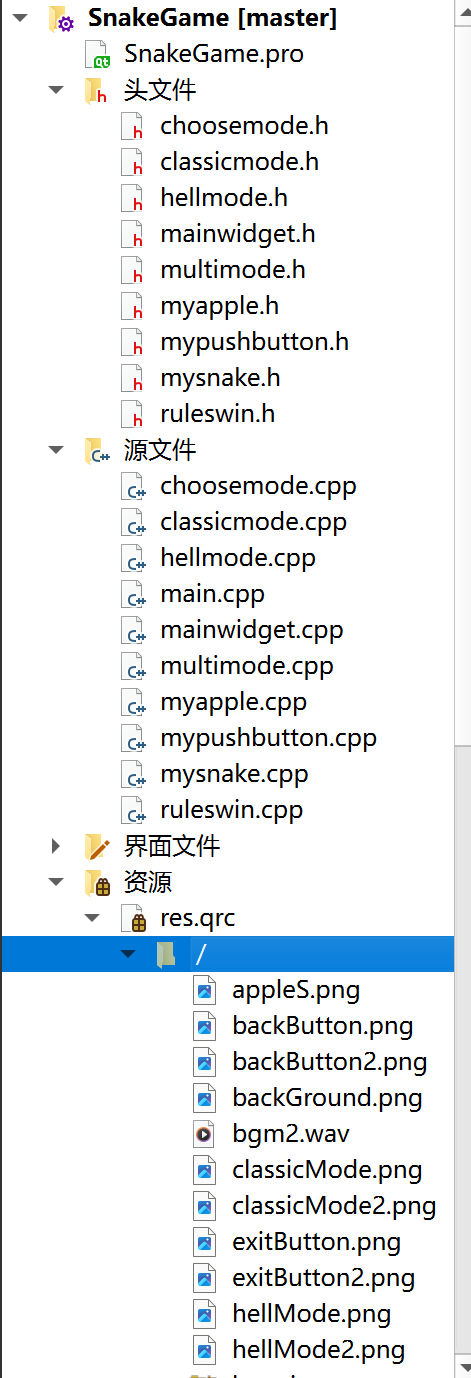 SnakeGame [master]
SnakeGame.pro
头文件
choosemode.h
classicmode.h
hellmode.h
mainwidget.h
multimode.h
myapple.h
mypushbutton.h
mysnake.h
ruleswin.h
源文件
choosemode.cpp
classicmode.cpp
hellmode.cpp
main.cpp
mainwidget.cpp
multimode.cpp
myapple.cpp
mypushbutton.cpp
mysnake.cpp
ruleswin.cpp
界面文件
资源
res.qrc
/
appleS.png
backButton.png
backButton2.png
backGround.png
bgm2.wav
classicMode.png
classicMode2.png
exitButton.png
exitButton2.png
hellMode.png
hellMode2.png